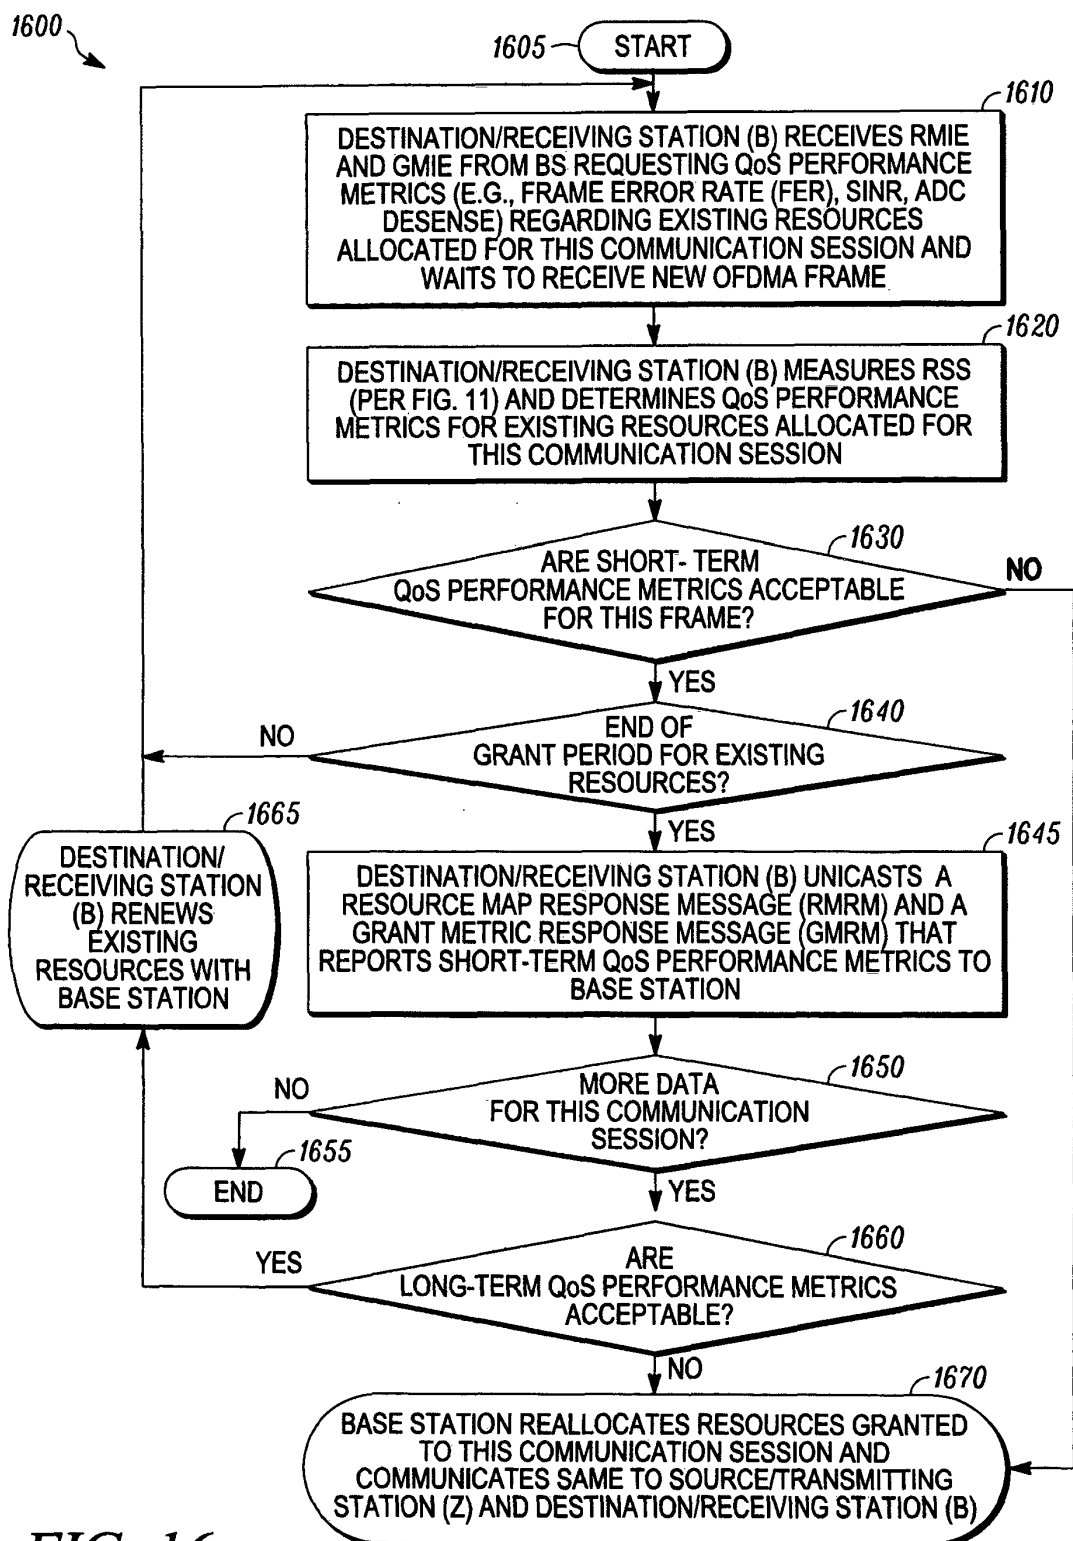 1600
1605
START
1610
DESTINATION/RECEIVING STATION (B) RECEIVES RMIE
AND GMIE FROM BS REQUESTING QoS PERFORMANCE
METRICS (E.G., FRAME ERROR RATE (FER), SINR, ADC
DESENSE) REGARDING EXISTING RESOURCES
ALLOCATED FOR THIS COMMUNICATION SESSION AND
WAITS TO RECEIVE NEW OFDMA FRAME
1620
DESTINATION/RECEIVING STATION (B) MEASURES RSS
(PER FIG. 11) AND DETERMINES QoS PERFORMANCE
METRICS FOR EXISTING RESOURCES ALLOCATED FOR
THIS COMMUNICATION SESSION
1630
ARE SHORT- TERM
QoS PERFORMANCE METRICS ACCEPTABLE
FOR THIS FRAME?
NO
YES
1640
END OF
GRANT PERIOD FOR EXISTING
RESOURCES?
NO
YES
1665
DESTINATION/
RECEIVING STATION
(B) RENEWS
EXISTING
RESOURCES WITH
BASE STATION
1645
DESTINATION/RECEIVING STATION (B) UNICASTS A
RESOURCE MAP RESPONSE MESSAGE (RMRM) AND A
GRANT METRIC RESPONSE MESSAGE (GMRM) THAT
REPORTS SHORT-TERM QoS PERFORMANCE METRICS TO
BASE STATION
1650
MORE DATA
FOR THIS COMMUNICATION
SESSION?
NO
1655
END
YES
1660
ARE
LONG-TERM QoS PERFORMANCE METRICS
ACCEPTABLE?
YES
NO
1670
BASE STATION REALLOCATES RESOURCES GRANTED
TO THIS COMMUNICATION SESSION AND
COMMUNICATES SAME TO SOURCE/TRANSMITTING
STATION (Z) AND DESTINATION/RECEIVING STATION (B)
FIG. 16